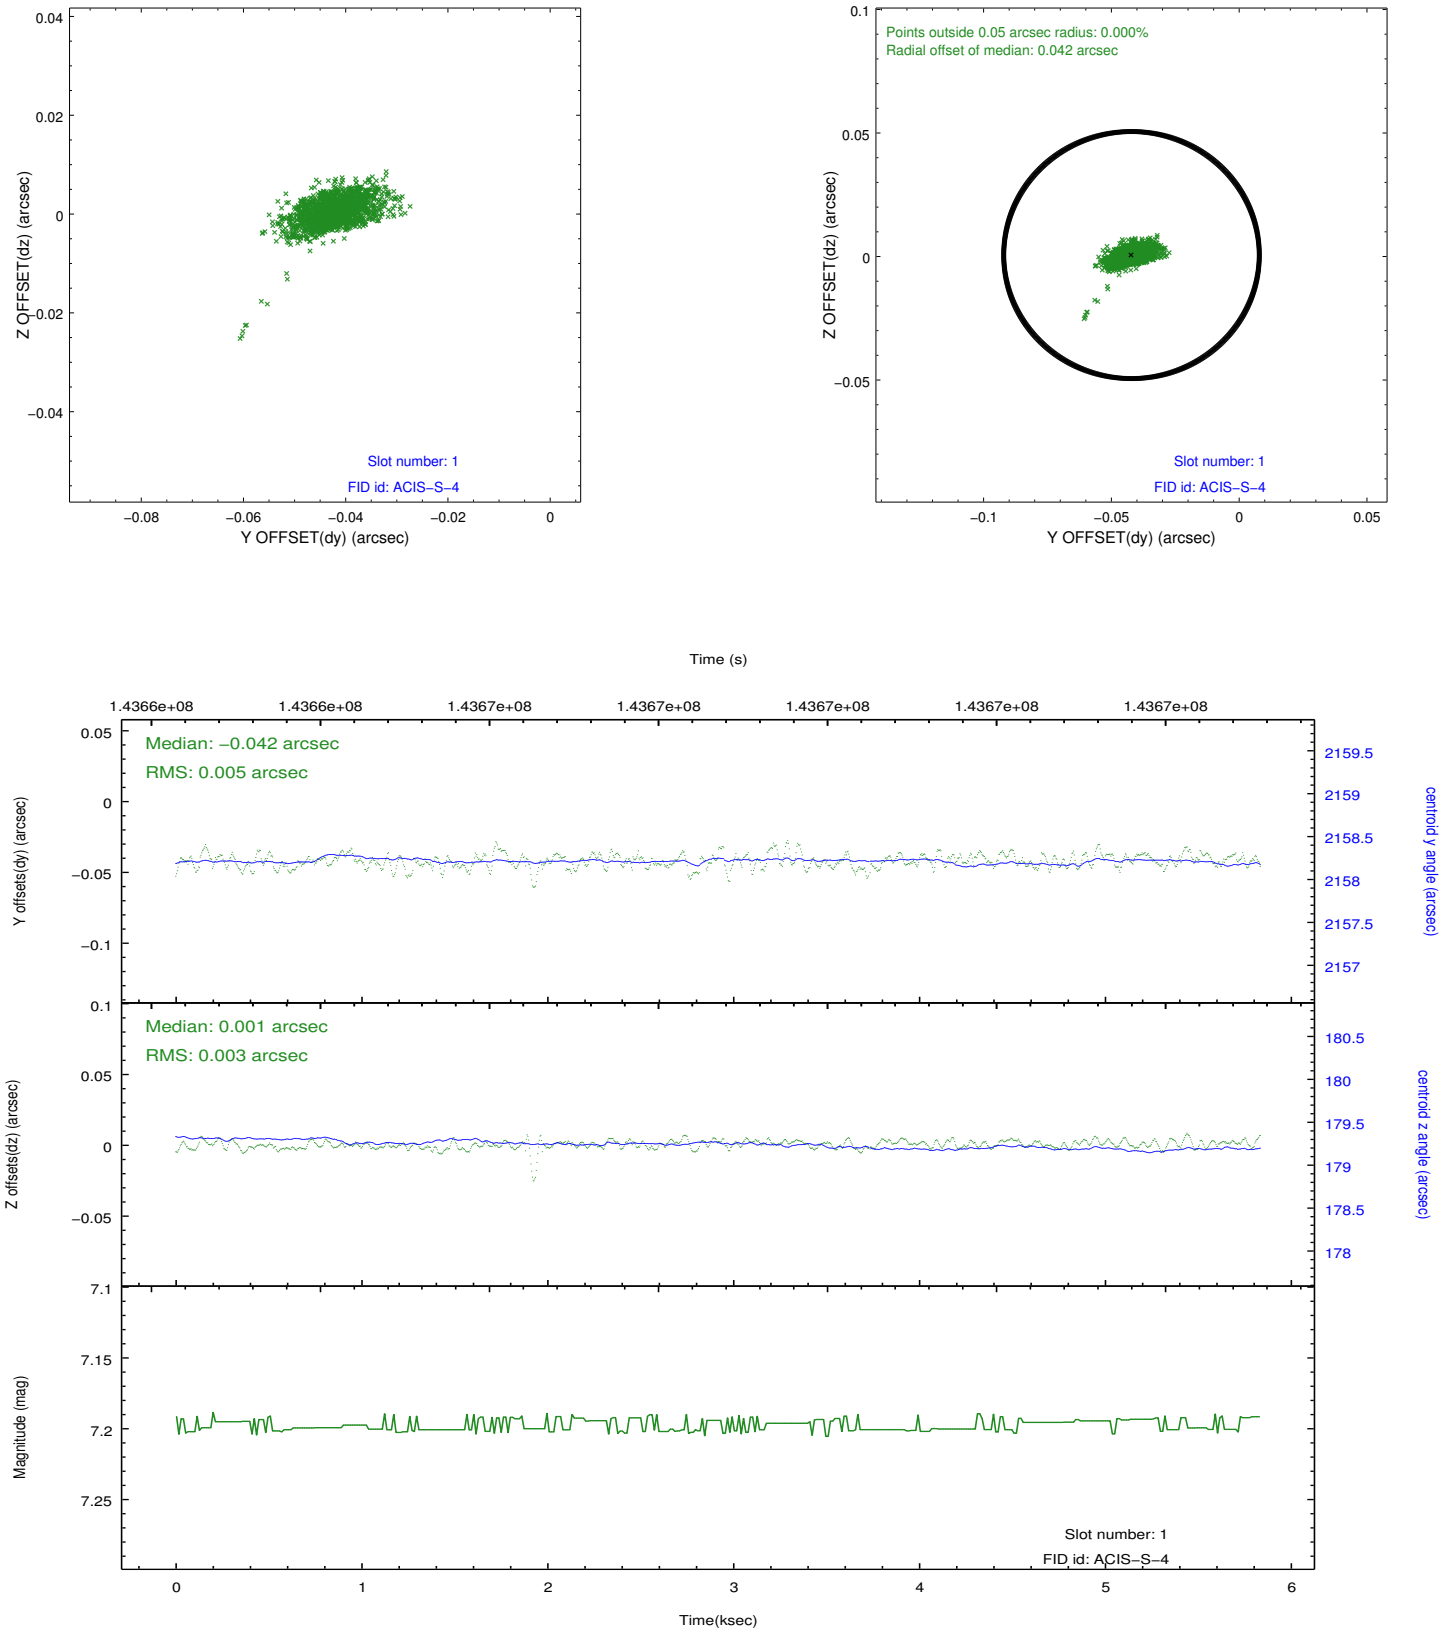 0.04
0.02
0
−0.02
−0.04
Z OFFSET(dz) (arcsec)
Slot number: 1
FID id: ACIS−S−4
−0.08
−0.06
−0.04
−0.02
0
Y OFFSET(dy) (arcsec)
Points outside 0.05 arcsec radius: 0.000%
Radial offset of median: 0.042 arcsec
0.1
0.05
0
−0.05
Z OFFSET(dz) (arcsec)
Slot number: 1
FID id: ACIS−S−4
−0.1
−0.05
0
0.05
Y OFFSET(dy) (arcsec)
Time (s)
1.4366e+08
1.4366e+08
1.4367e+08
1.4367e+08
1.4367e+08
1.4367e+08
1.4367e+08
Median: −0.042 arcsec
RMS: 0.005 arcsec
0.05
0
−0.05
−0.1
Y offsets(dy) (arcsec)
2159.5
2159
2158.5
2158
2157.5
2157
centroid y angle (arcsec)
Median: 0.001 arcsec
RMS: 0.003 arcsec
0.1
0.05
0
−0.05
Z offsets(dz) (arcsec)
180.5
180
179.5
179
178.5
178
centroid z angle (arcsec)
7.1
7.15
7.2
7.25
Magnitude (mag)
Slot number: 1
FID id: ACIS−S−4
0
1
2
3
4
5
6
Time(ksec)